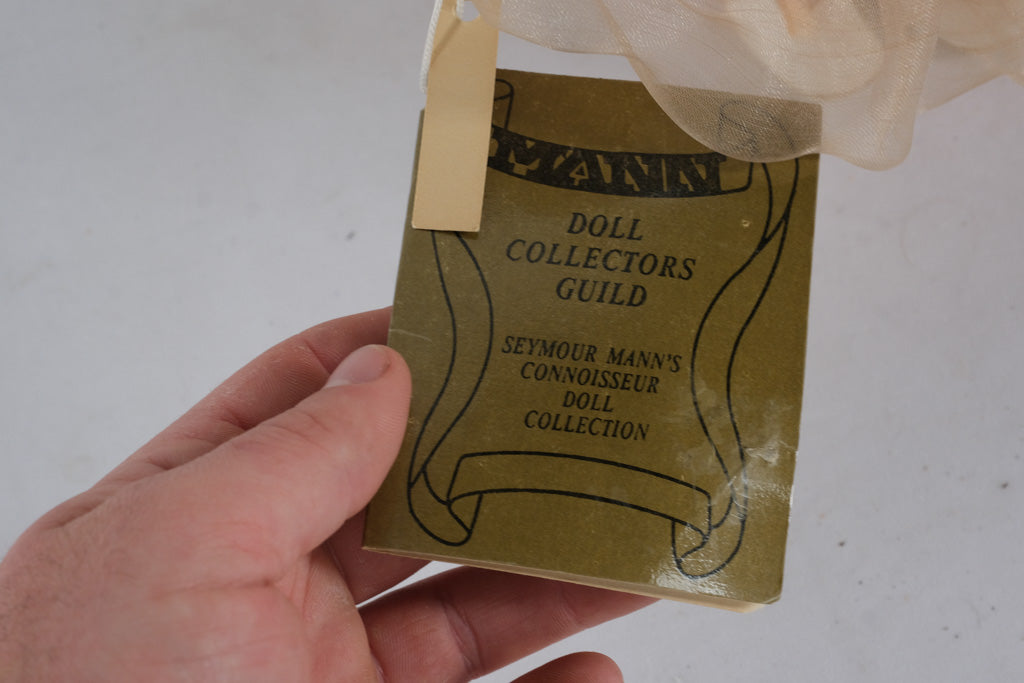 MANN
DOLL
COLLECTORS
GUILD
SEYMOUR MANN'S
CONNOISSEUR
DOLL
COLLECTION